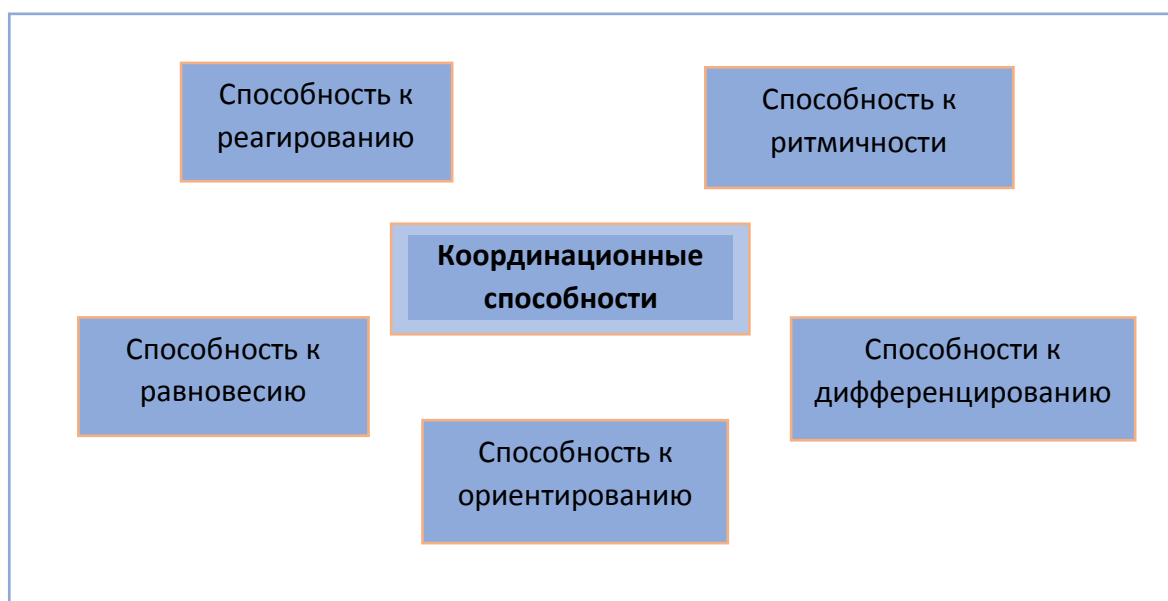 Способность к
реагированию
Способность к
ритмичности
Координационные
способности
Способность к
равновесию
Способности к
дифференцированию
Способность к
ориентированию